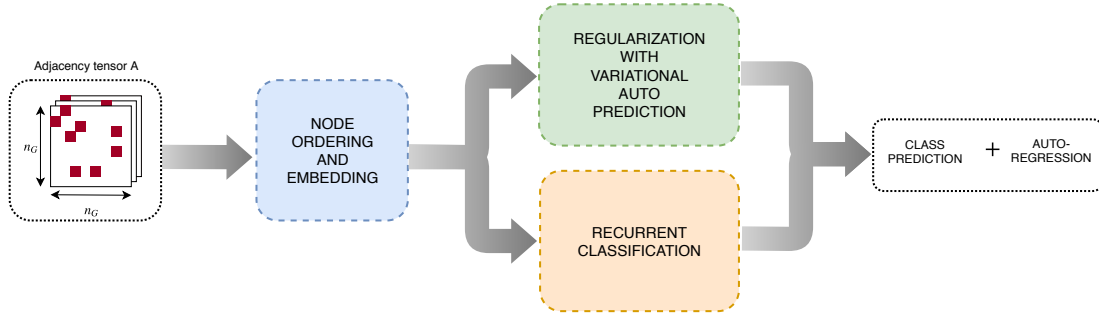 Adjacency tensor A
n_G
n_G
NODE
ORDERING
AND
EMBEDDING
REGULARIZATION
WITH
VARIATIONAL
AUTO
PREDICTION
RECURRENT
CLASSIFICATION
CLASS
PREDICTION
+
AUTO-
REGRESSION